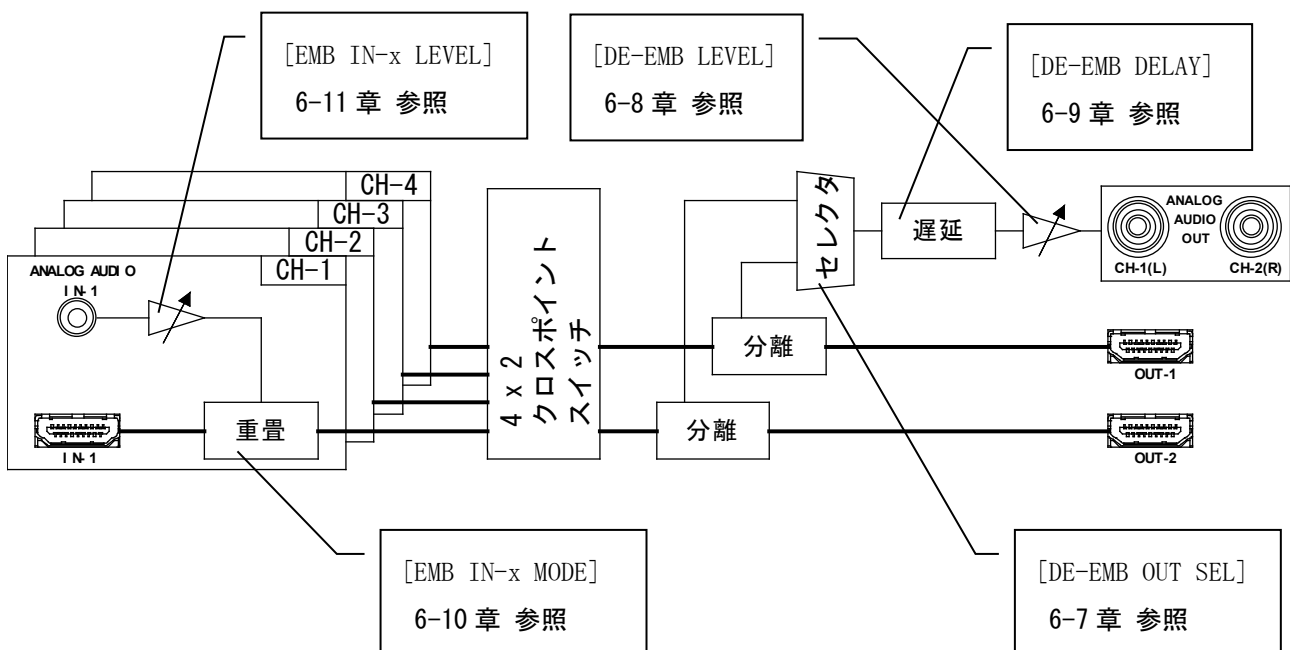 [EMB IN-x LEVEL]
6-11 章 参照
[DE-EMB LEVEL]
6-8 章 参照
[DE-EMB DELAY]
6-9 章 参照
CH-4
CH-3
CH-2
CH-1
ANALOG AUDIO
IN-1
IN-1
重畳
4 x 2
クロスポイント
スイッチ
セレクタ
遅延
ANALOG
AUDIO
OUT
CH-1(L)
CH-2(R)
分離
OUT-1
分離
OUT-2
[EMB IN-x MODE]
6-10 章 参照
[DE-EMB OUT SEL]
6-7 章 参照